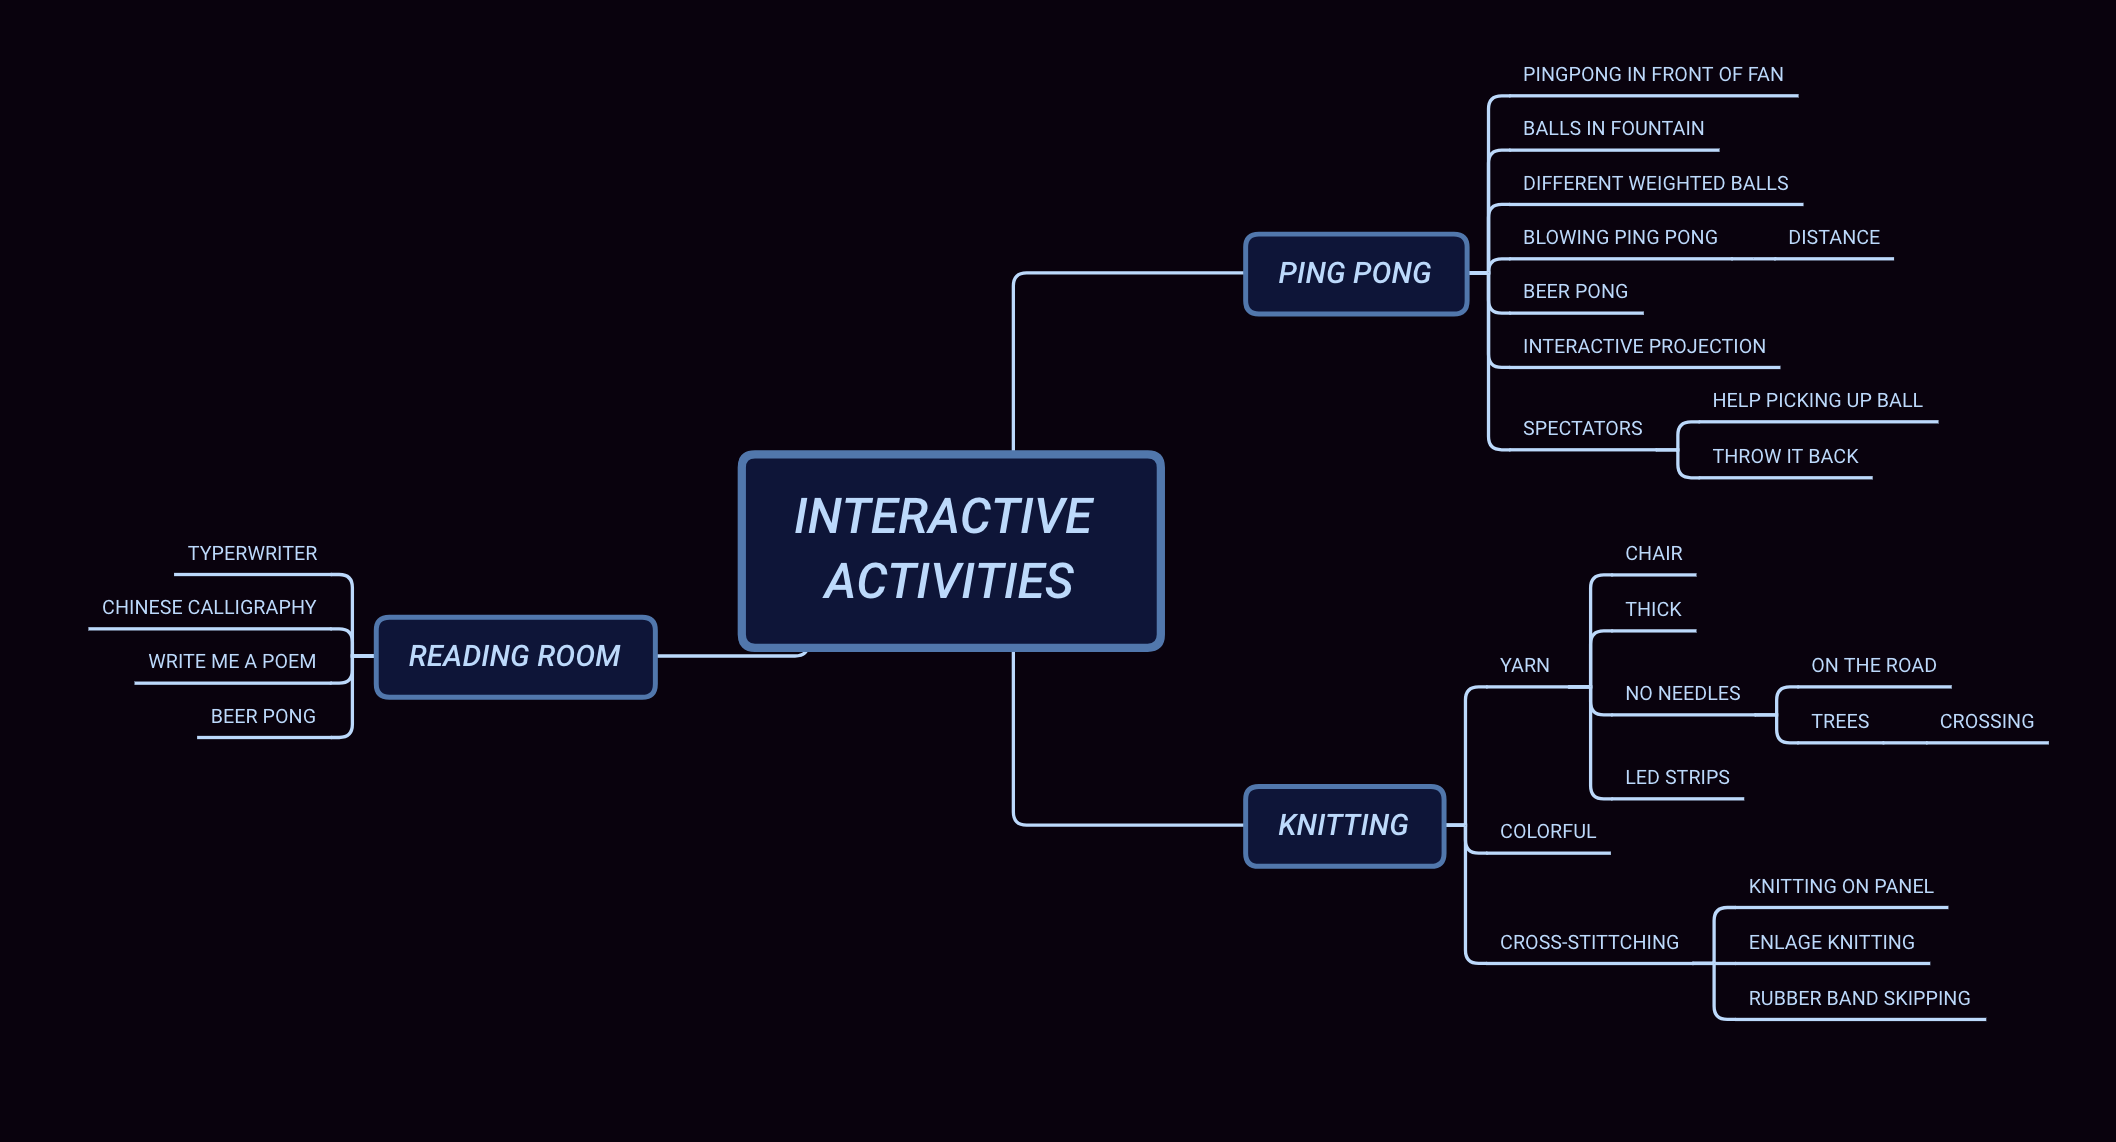 INTERACTIVE
ACTIVITIES
PING PONG
PINGPONG IN FRONT OF FAN
BALLS IN FOUNTAIN
DIFFERENT WEIGHTED BALLS
BLOWING PING PONG
DISTANCE
BEER PONG
INTERACTIVE PROJECTION
SPECTATORS
HELP PICKING UP BALL
THROW IT BACK
KNITTING
YARN
CHAIR
THICK
NO NEEDLES
ON THE ROAD
TREES
CROSSING
LED STRIPS
COLORFUL
CROSS-STITTCHING
KNITTING ON PANEL
ENLAGE KNITTING
RUBBER BAND SKIPPING
READING ROOM
TYPERWRITER
CHINESE CALLIGRAPHY
WRITE ME A POEM
BEER PONG